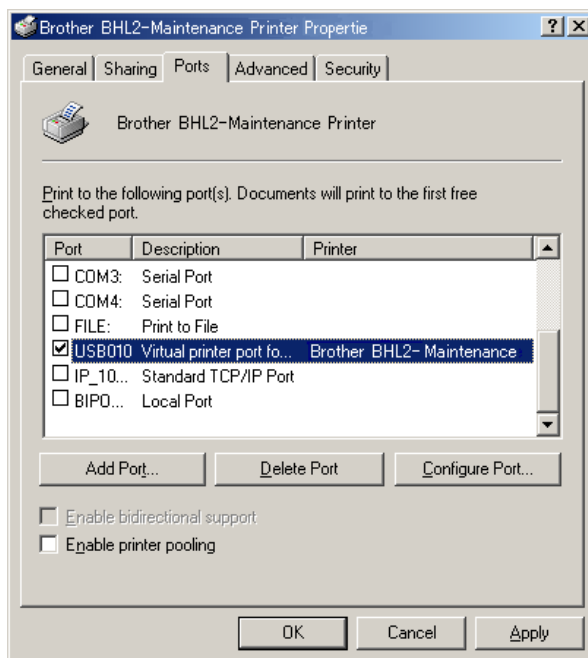 Brother BHL2-Maintenance Printer Propertie
General Sharing Ports Advanced Security
Brother BHL2-Maintenance Printer
Print to the following port(s). Documents will print to the first free
checked port.
Port Description Printer
COM3: Serial Port
COM4: Serial Port
FILE: Print to File
USB010 Virtual printer port fo... Brother BHL2- Maintenance
IP_10... Standard TCP/IP Port
BIPO... Local Port
Add Port... Delete Port Configure Port...
Enable bidirectional support
Enable printer pooling
OK Cancel Apply